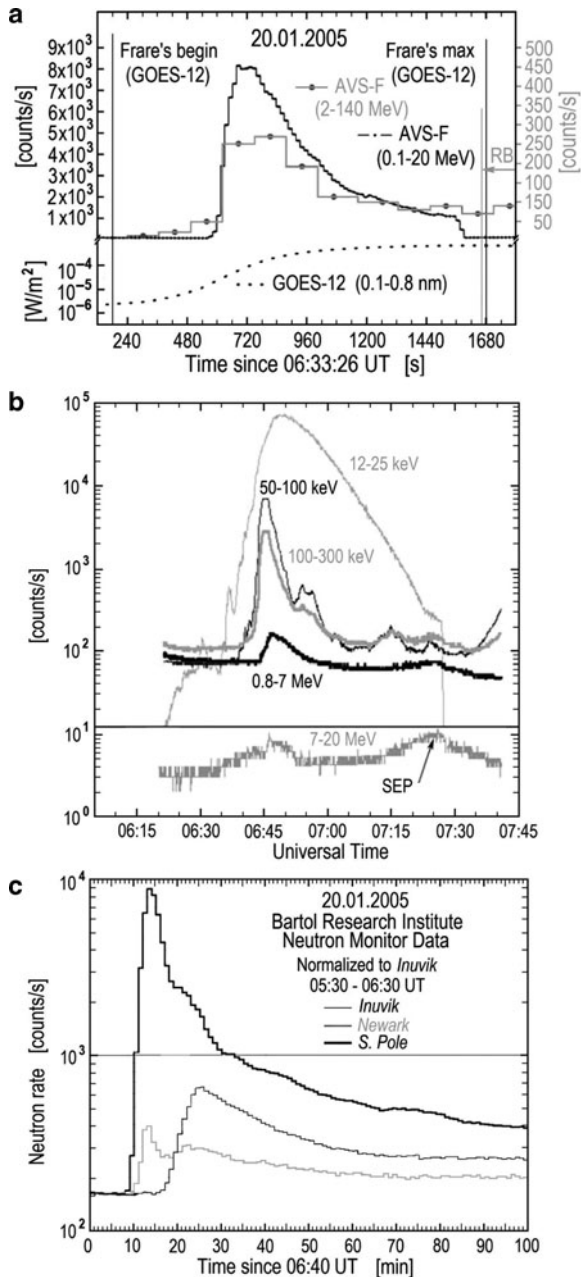 a
20.01.2005
Frare's begin
(GOES-12)
Frare's max
(GOES-12)
AVS-F
(2-140 MeV)
AVS-F
(0.1-20 MeV)
RB
[counts/s]
9x10³
8x10³
7x10³
6x10³
5x10³
4x10³
3x10³
2x10³
1x10³
[counts/s]
500
450
400
350
300
250
200
150
100
50
[W/m²]
10⁻⁴
10⁻⁵
10⁻⁶
GOES-12 (0.1-0.8 nm)
240 480 720 960 1200 1440 1680
Time since 06:33:26 UT [s]
b
[counts/s]
10⁵
10⁴
10³
10²
10¹
10⁰
12-25 keV
50-100 keV
100-300 keV
0.8-7 MeV
7-20 MeV
SEP
06:15 06:30 06:45 07:00 07:15 07:30 07:45
Universal Time
c
20.01.2005
Bartol Research Institute
Neutron Monitor Data
Normalized to Inuvik
05:30 - 06:30 UT
Inuvik
Newark
S. Pole
Neutron rate [counts/s]
10⁴
10³
10²
0 10 20 30 40 50 60 70 80 90 100
Time since 06:40 UT [min]